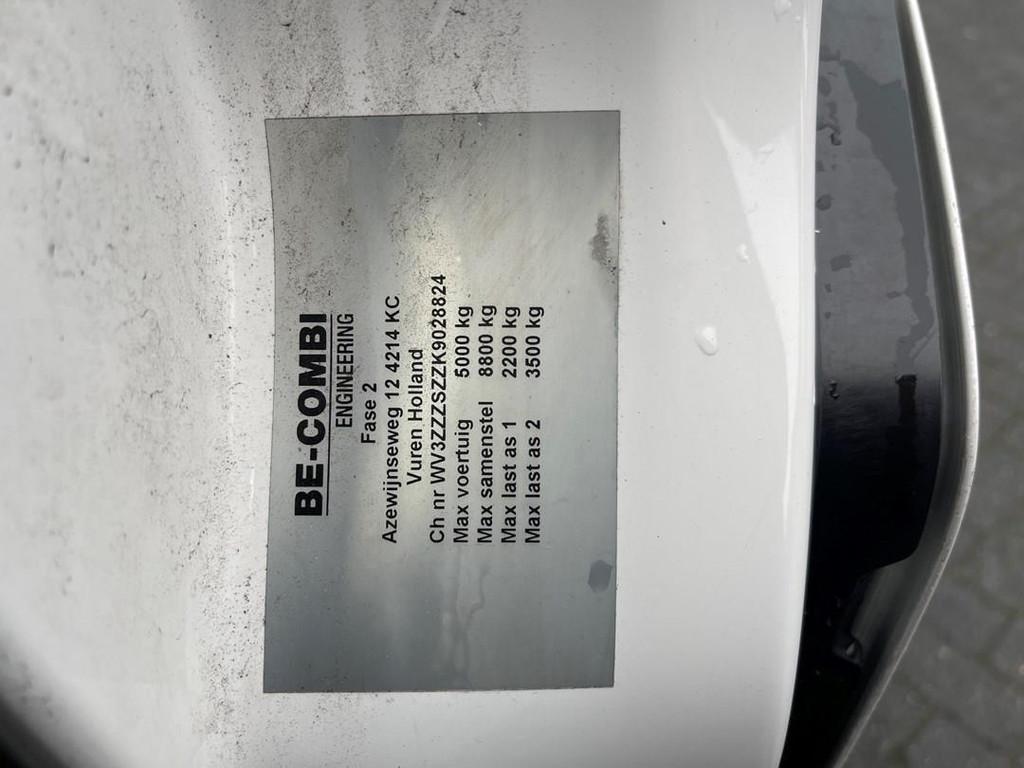 BE-COMBI
ENGINEERING
Fase 2
Azewijnseweg 12 4214 KC
Vuren Holland
Ch nr WV3ZZZSZZK9028824
Max voertuig 5000 kg
Max samenstel 8800 kg
Max last as 1 2200 kg
Max last as 2 3500 kg